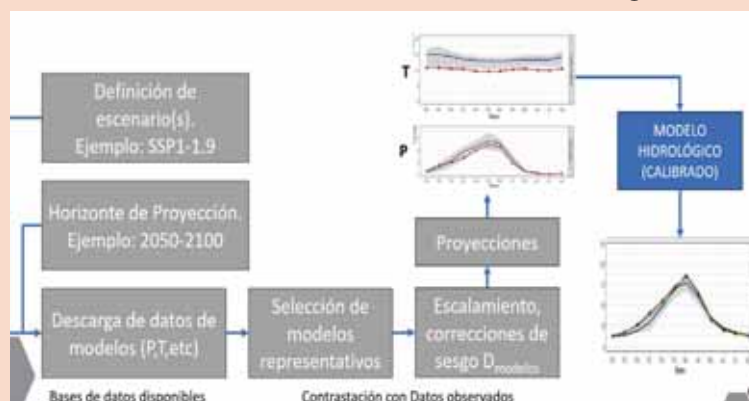 Definición de
escenario(s).
Ejemplo: SSP1-1.9
Horizonte de Proyección.
Ejemplo: 2050-2100
Descarga de datos de
modelos (P,T,etc)
Bases de datos disponibles
Selección de
modelos
representativos
Escalamiento,
correcciones de
sesgo Dmodelos
Contrastación con Datos observados
Proyecciones
T
P
MODELO
HIDROLÓGICO
(CALIBRADO)